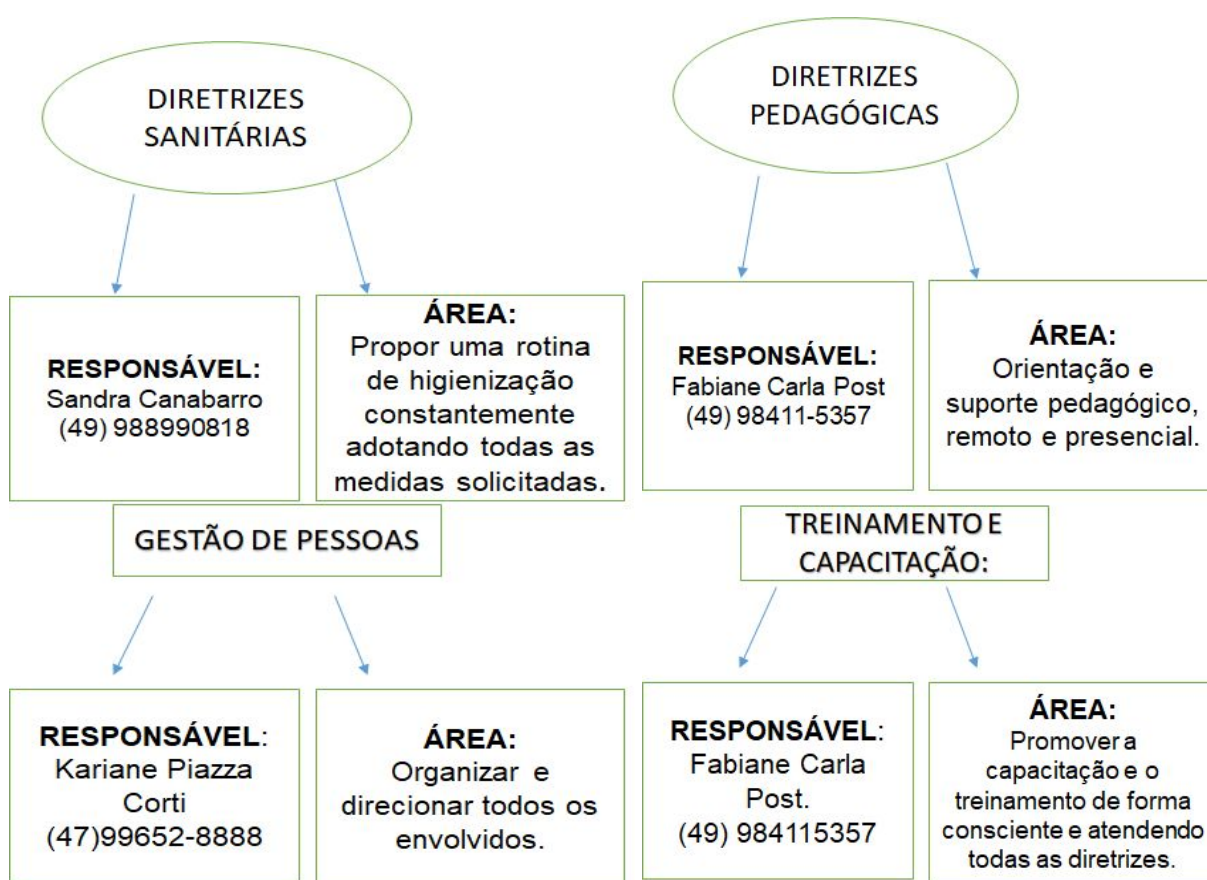 DIRETRIZES
SANITÁRIAS
DIRETRIZES
PEDAGÓGICAS
RESPONSÁVEL:
Sandra Canabarro
(49) 988990818
ÁREA:
Propor uma rotina
de higienização
constantemente
adotando todas as
medidas solicitadas.
RESPONSÁVEL:
Fabiane Carla Post
(49) 98411-5357
ÁREA:
Orientação e
suporte pedagógico,
remoto e presencial.
GESTÃO DE PESSOAS
TREINAMENTO E
CAPACITAÇÃO:
RESPONSÁVEL:
Kariane Piazza
Corti
(47)99652-8888
ÁREA:
Organizar e
direcionar todos os
envolvidos.
RESPONSÁVEL:
Fabiane Carla
Post.
(49) 984115357
ÁREA:
Promover a
capacitação e o
treinamento de forma
consciente e atendendo
todas as diretrizes.